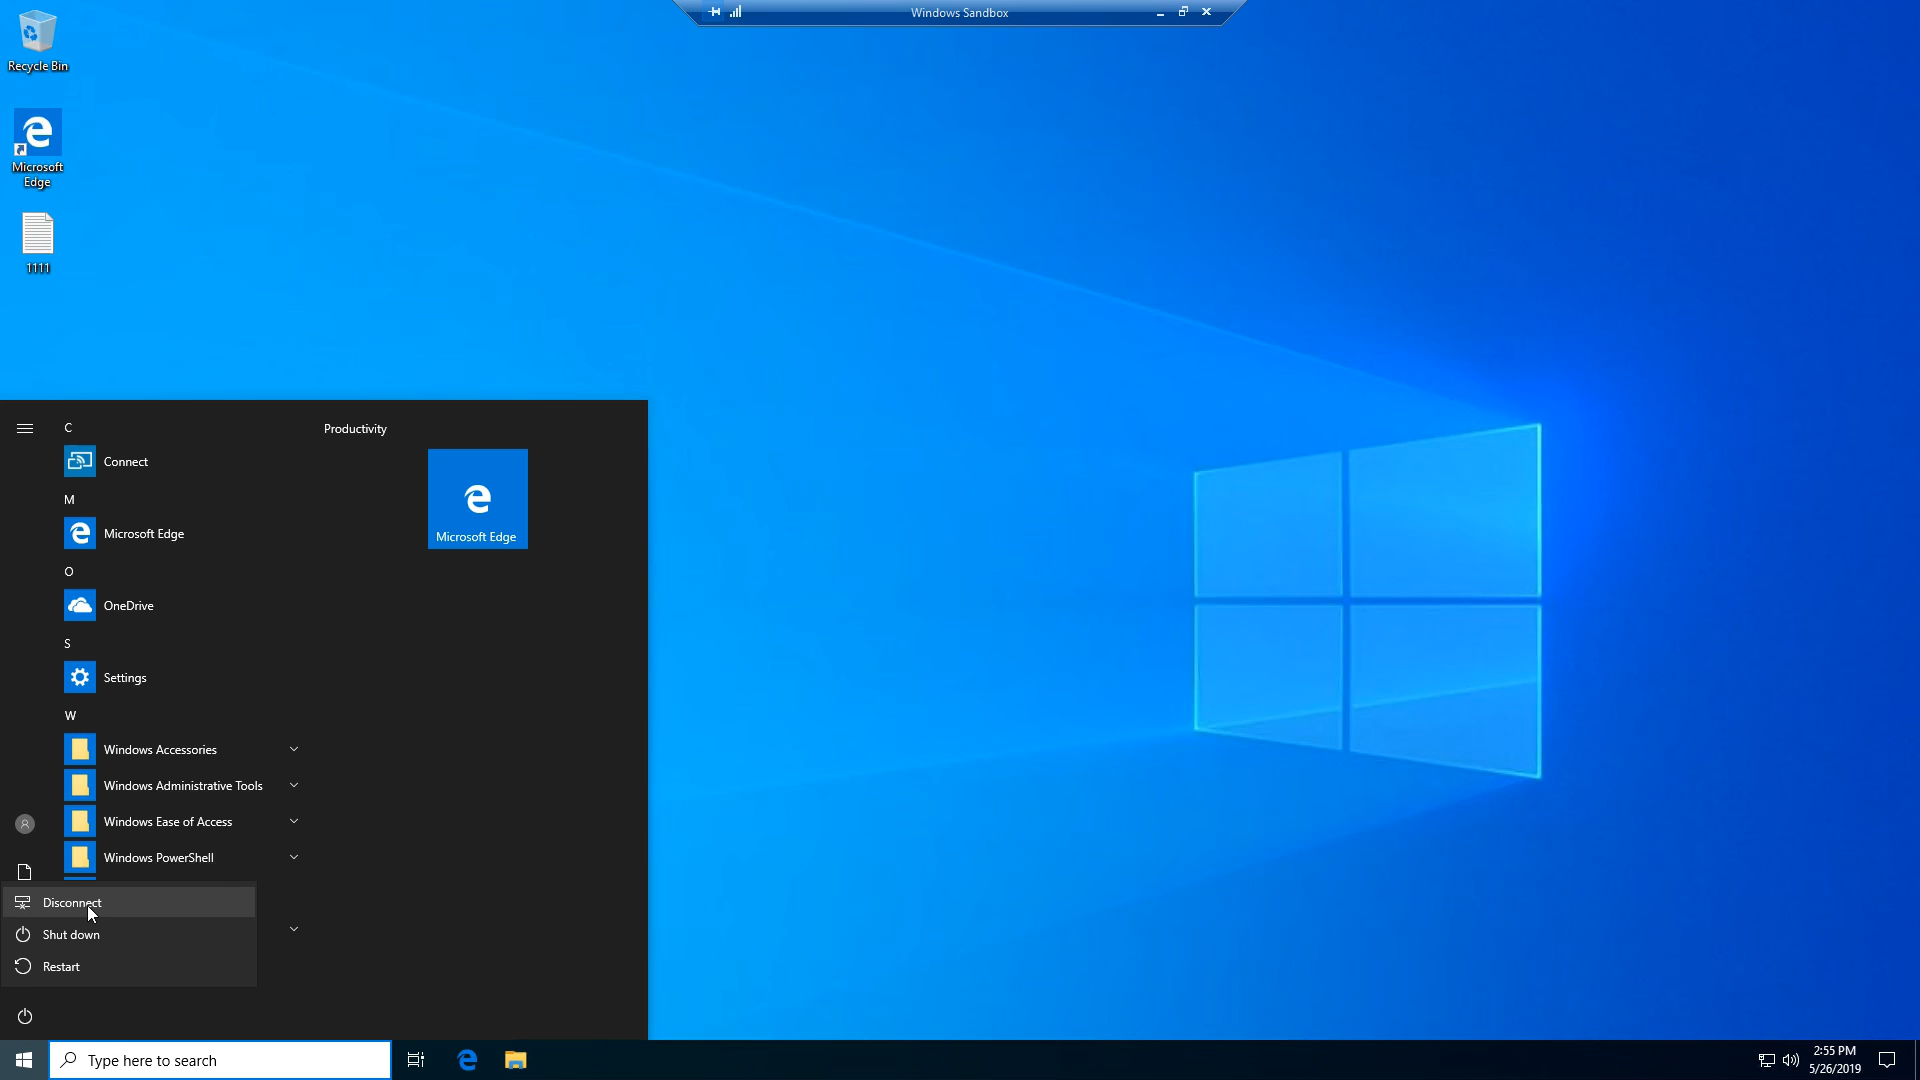 Windows Sandbox
Recycle Bin
Microsoft
Edge
1111
C
Connect
M
Microsoft Edge
O
OneDrive
S
Settings
W
Windows Accessories
Windows Administrative Tools
Windows Ease of Access
Windows PowerShell
Productivity
Microsoft Edge
Disconnect
Shut down
Restart
Type here to search
2:55 PM
5/26/2019